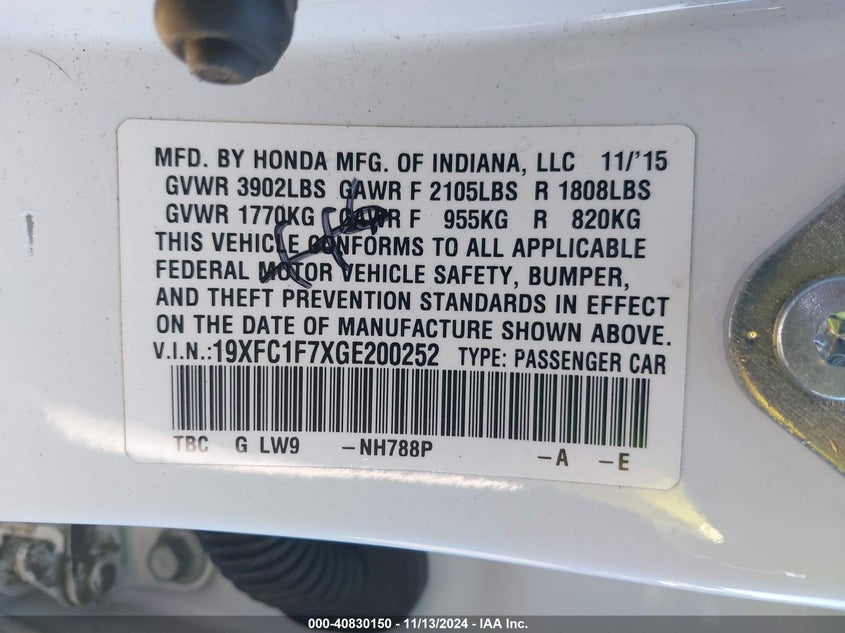 MFD. BY HONDA MFG. OF INDIANA, LLC 11/'15
GVWR 3902LBS GAWR F 2105LBS R 1808LBS
GVWR 1770KG GAWR F 955KG R 820KG
THIS VEHICLE CONFORMS TO ALL APPLICABLE
FEDERAL MOTOR VEHICLE SAFETY, BUMPER,
AND THEFT PREVENTION STANDARDS IN EFFECT
ON THE DATE OF MANUFACTURE SHOWN ABOVE.
V.I.N.:19XFC1F7XGE200252 TYPE: PASSENGER CAR
TBC G LW9 -NH788P -A -E
000-40830150 - 11/13/2024 - IAA Inc.